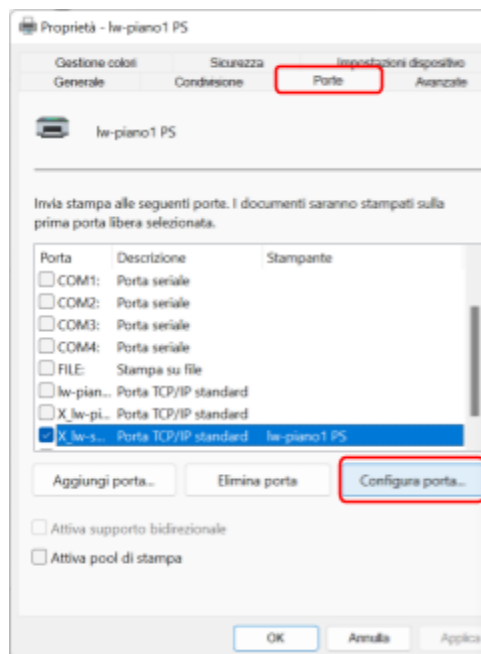 Proprietà - lw-piano1 PS
Gestione colori Sicurezza Impostazioni dispositivo
Generale Condivisione Porte Avanzate
lw-piano1 PS
Invia stampa alle seguenti porte. I documenti saranno stampati sulla
prima porta libera selezionata.
Porta Descrizione Stampante
COM1: Porta seriale
COM2: Porta seriale
COM3: Porta seriale
COM4: Porta seriale
FILE: Stampa su file
lw-pian... Porta TCP/IP standard
X_lw-pi... Porta TCP/IP standard
X_lw-s... Porta TCP/IP standard lw-piano1 PS
Aggiungi porta... Elimina porta Configura porta...
Attiva supporto bidirezionale
Attiva pool di stampa
OK Annulla Applica